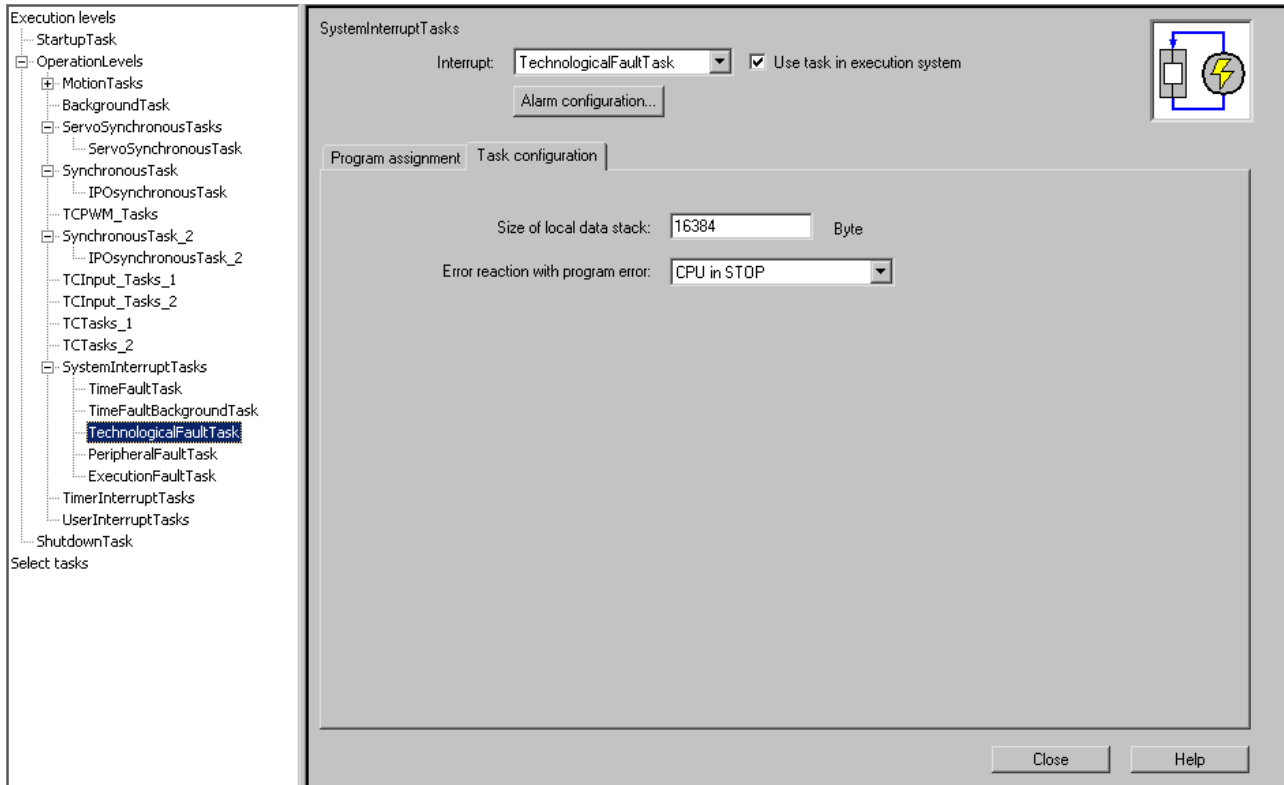 Execution levels
StartupTask
OperationLevels
MotionTasks
BackgroundTask
ServoSynchronousTasks
ServoSynchronousTask
SynchronousTask
IPOsynchronousTask
TCPWM_Tasks
SynchronousTask_2
IPOsynchronousTask_2
TCInput_Tasks_1
TCInput_Tasks_2
TCTasks_1
TCTasks_2
SystemInterruptTasks
TimeFaultTask
TimeFaultBackgroundTask
TechnologicalFaultTask
PeripheralFaultTask
ExecutionFaultTask
TimerInterruptTasks
UserInterruptTasks
ShutdownTask
Select tasks
SystemInterruptTasks
Interrupt: TechnologicalFaultTask Use task in execution system
Alarm configuration...
Program assignment Task configuration
Size of local data stack: 16384 Byte
Error reaction with program error: CPU in STOP
Close Help